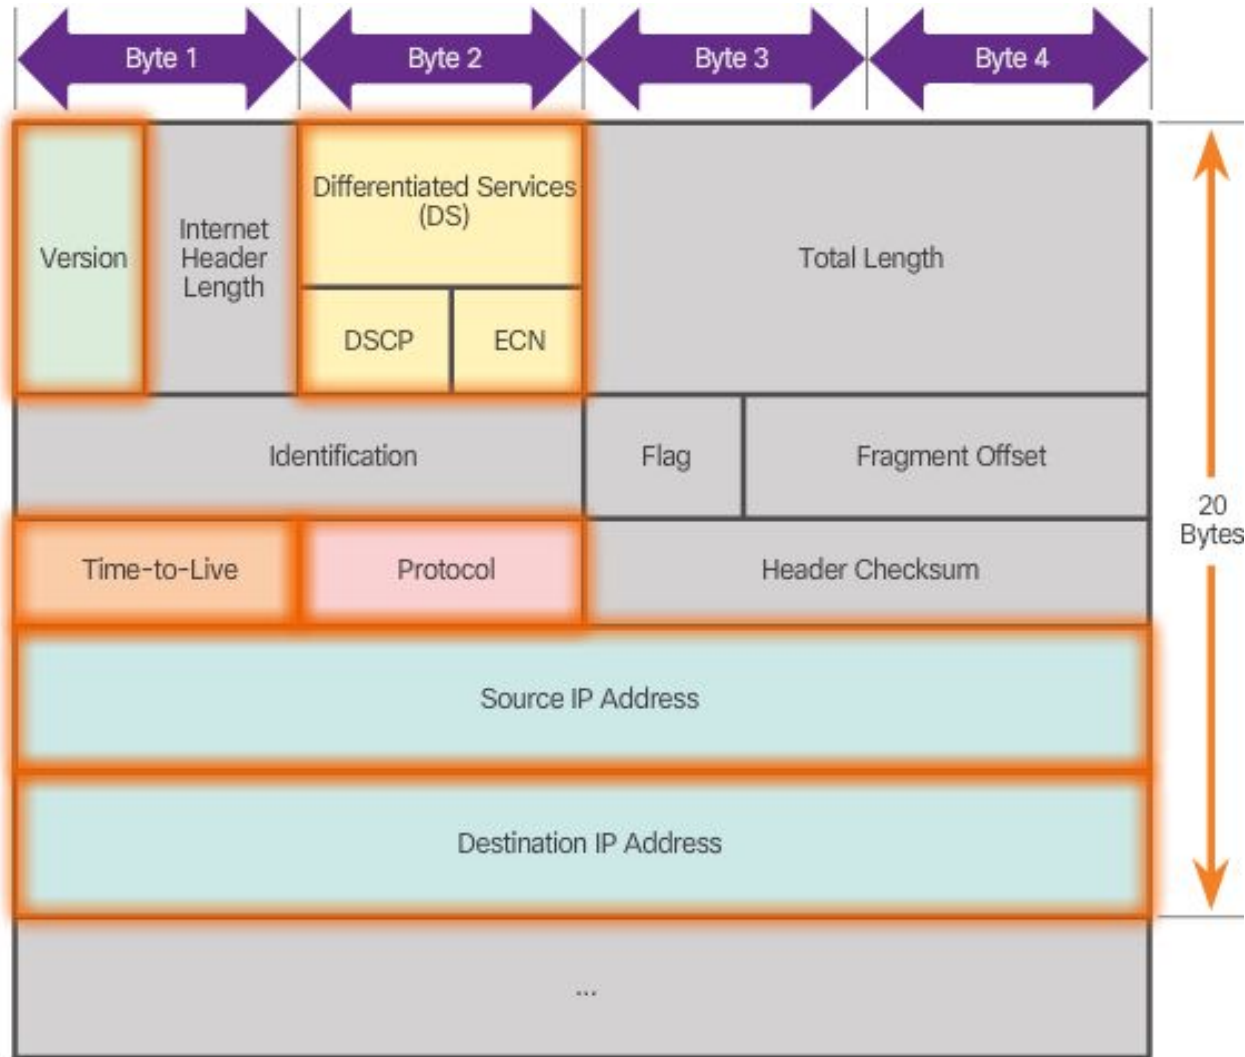 Byte 1
Byte 2
Byte 3
Byte 4
Version
Internet
Header
Length
Differentiated Services
(DS)
DSCP
ECN
Total Length
Identification
Flag
Fragment Offset
Time-to-Live
Protocol
Header Checksum
20
Bytes
Source IP Address
Destination IP Address
...